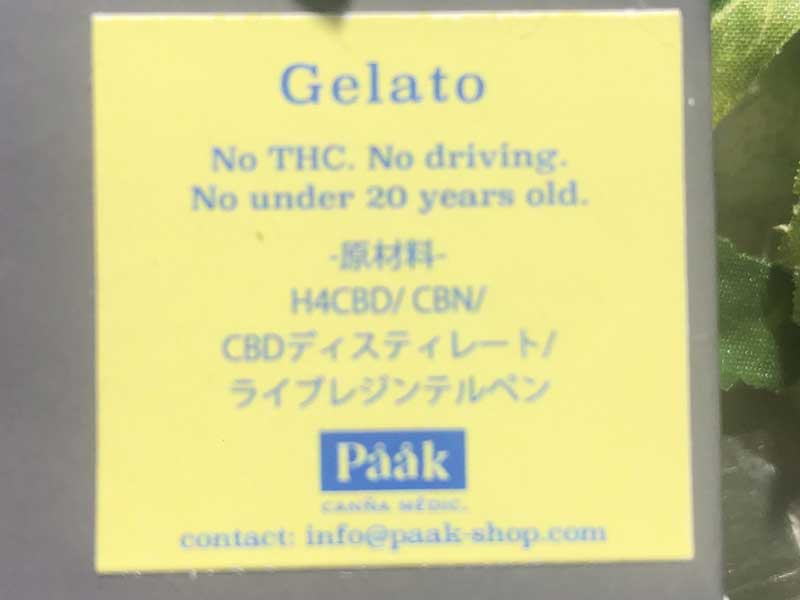 Gelato
No THC. No driving.
No under 20 years old.
-原材料-
H4CBD/ CBN/
CBDディスティレート/
ライブレジンテルペン
Pååk
CANÑA MÉDIC.
contact: info@paak-shop.com